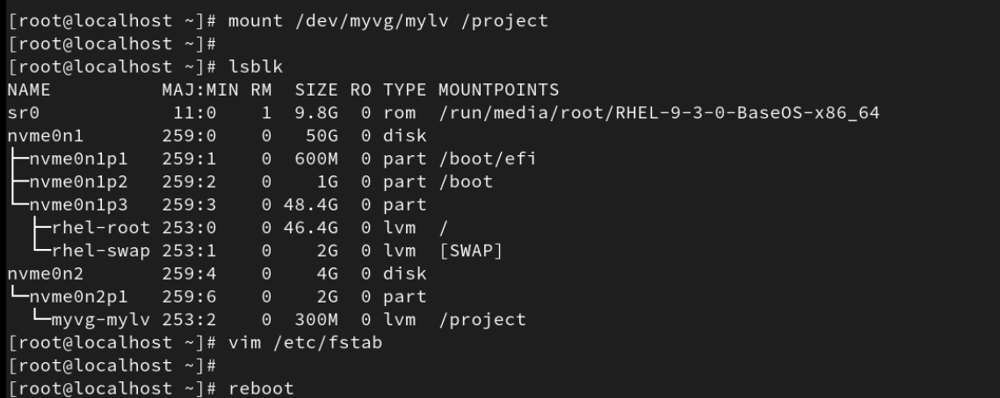 [root@localhost ~]# mount /dev/myvg/mylv /project
[root@localhost ~]#
[root@localhost ~]# lsblk
NAME          MAJ:MIN RM  SIZE RO TYPE MOUNTPOINTS
sr0            11:0    1  9.8G  0 rom  /run/media/root/RHEL-9-3-0-BaseOS-x86_64
nvme0n1       259:0    0   50G  0 disk
├─nvme0n1p1   259:1    0  600M  0 part /boot/efi
├─nvme0n1p2   259:2    0    1G  0 part /boot
└─nvme0n1p3   259:3    0 48.4G  0 part
  ├─rhel-root 253:0    0 46.4G  0 lvm  /
  └─rhel-swap 253:1    0    2G  0 lvm  [SWAP]
nvme0n2       259:4    0    4G  0 disk
└─nvme0n2p1   259:6    0    2G  0 part
  └─myvg-mylv 253:2    0  300M  0 lvm  /project
[root@localhost ~]# vim /etc/fstab
[root@localhost ~]#
[root@localhost ~]# reboot